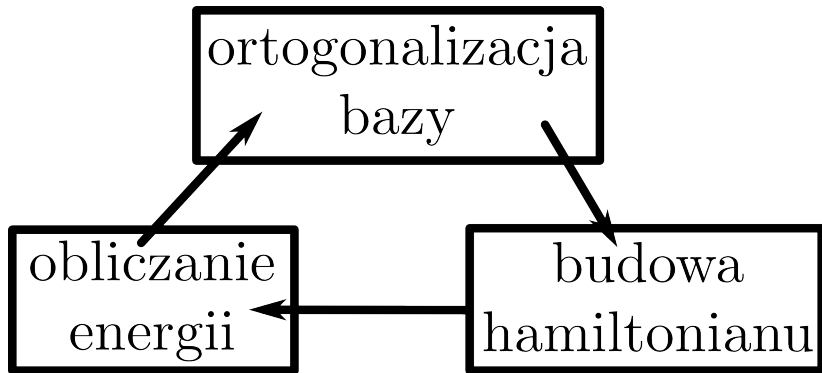 ortogonalizacja
bazy
obliczanie
energii
budowa
hamiltonianu